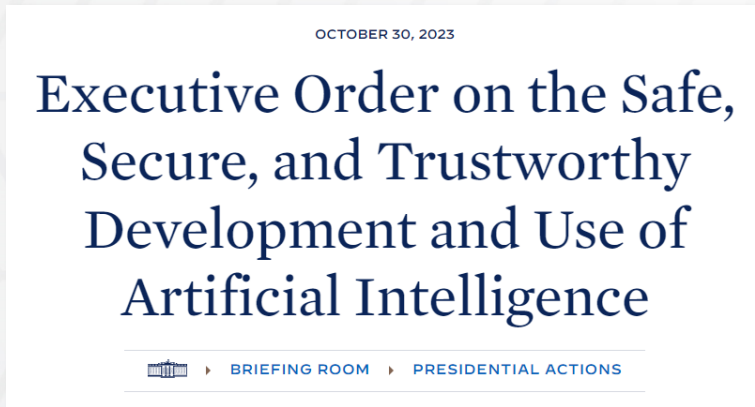 OCTOBER 30, 2023
Executive Order on the Safe,
Secure, and Trustworthy
Development and Use of
Artificial Intelligence
BRIEFING ROOM PRESIDENTIAL ACTIONS